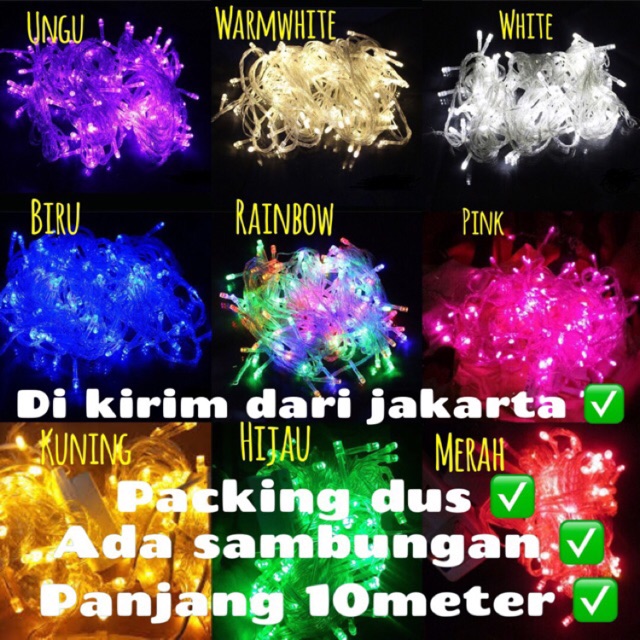 UNGU
WARMWHITE
WHITE
BIRU
RAINBOW
PINK
Di kirim dari jakarta ✅
KUNING
HIJAU
MERAH
Packing dus ✅
Ada sambungan ✅
Panjang 10meter ✅